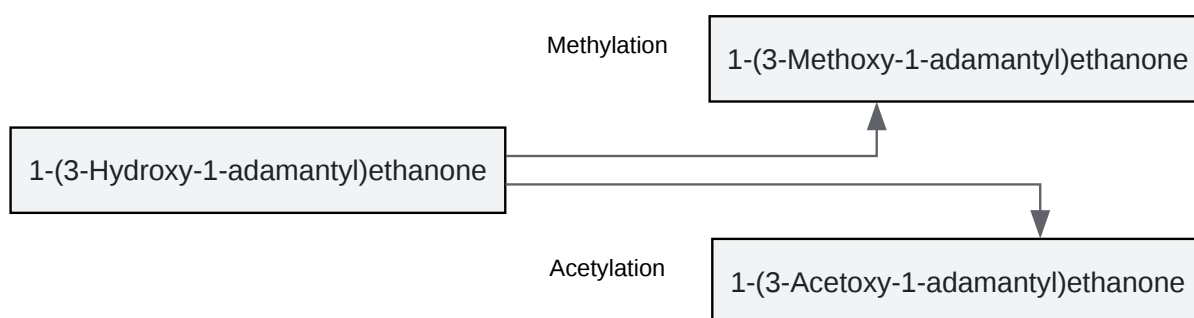 Methylation
1-(3-Methoxy-1-adamantyl)ethanone
1-(3-Hydroxy-1-adamantyl)ethanone
Acetylation
1-(3-Acetoxy-1-adamantyl)ethanone